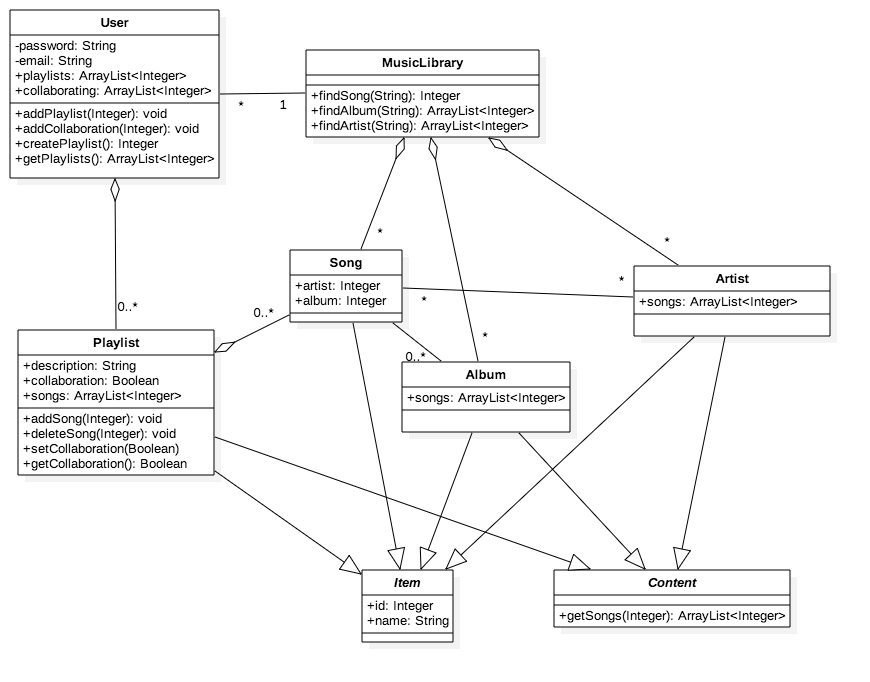 User
-password: String
-email: String
+playlists: ArrayList<Integer>
+collaborating: ArrayList<Integer>
+addPlaylist(Integer): void
+addCollaboration(Integer): void
+createPlaylist(): Integer
+getPlaylists(): ArrayList<Integer>
MusicLibrary
+findSong(String): Integer
+findAlbum(String): ArrayList<Integer>
+findArtist(String): ArrayList<Integer>
*
1
*
*
*
Song
+artist: Integer
+album: Integer
Artist
+songs: ArrayList<Integer>
*
*
0..*
0..*
0..*
*
Playlist
+description: String
+collaboration: Boolean
+songs: ArrayList<Integer>
+addSong(Integer): void
+deleteSong(Integer): void
+setCollaboration(Boolean)
+getCollaboration(): Boolean
Album
+songs: ArrayList<Integer>
Item
+id: Integer
+name: String
Content
+getSongs(Integer): ArrayList<Integer>